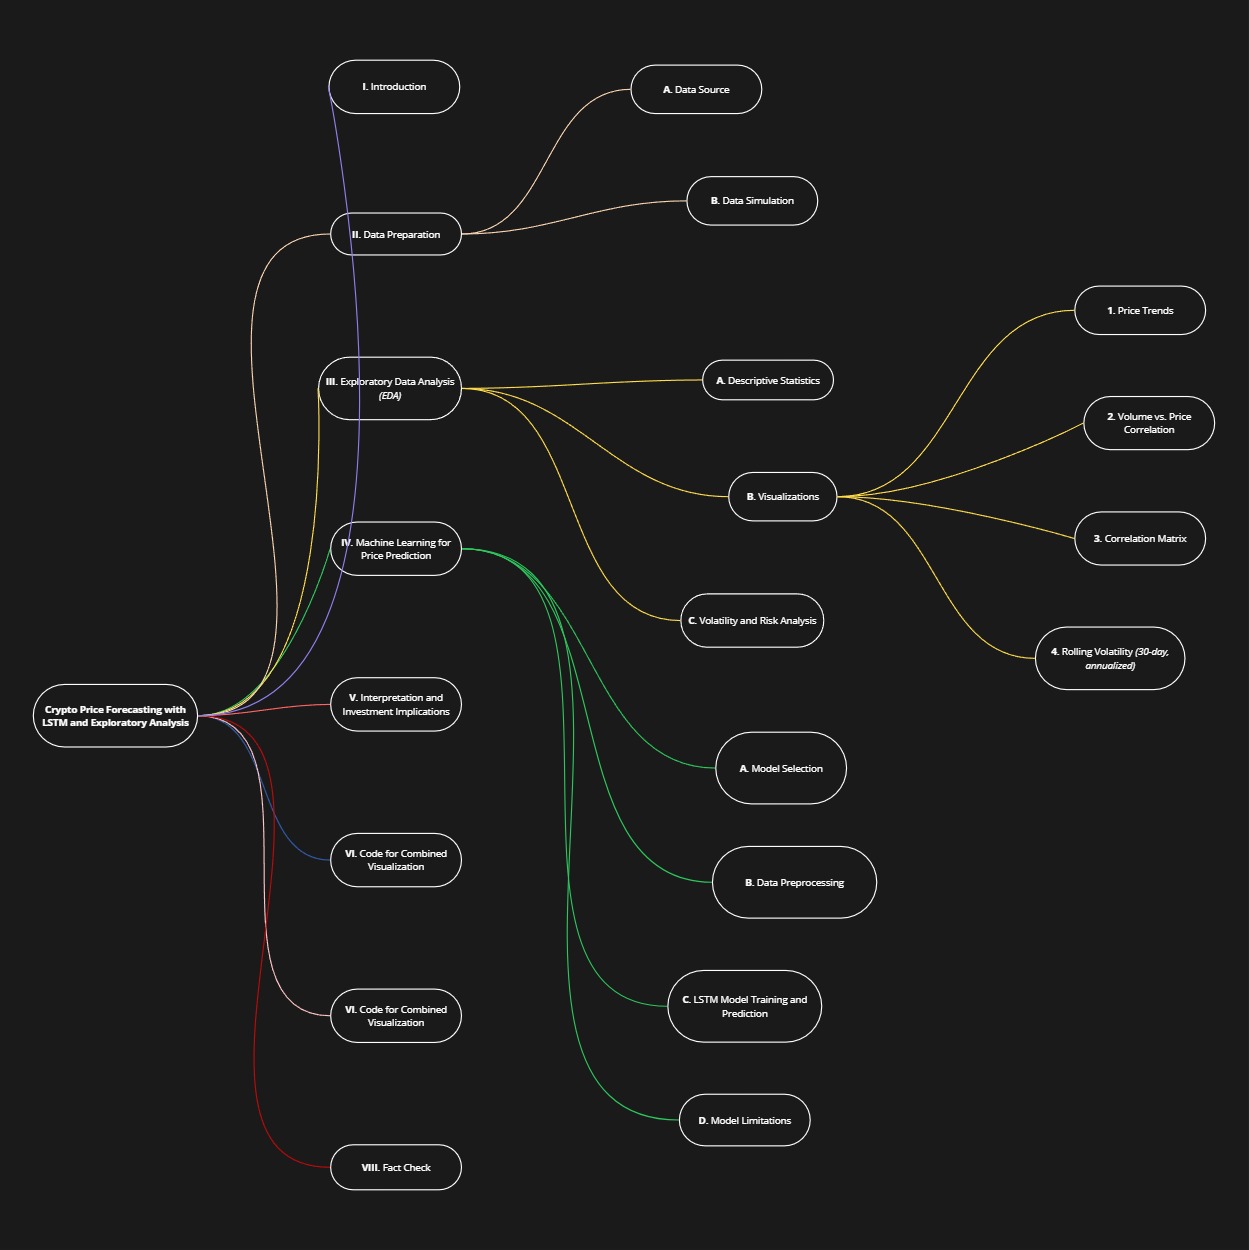 I. Introduction
A. Data Source
B. Data Simulation
II. Data Preparation
1. Price Trends
A. Descriptive Statistics
III. Exploratory Data Analysis
(EDA)
2. Volume vs. Price
Correlation
B. Visualizations
3. Correlation Matrix
IV. Machine Learning for
Price Prediction
C. Volatility and Risk Analysis
4. Rolling Volatility (30-day,
annualized)
Crypto Price Forecasting with
LSTM and Exploratory Analysis
V. Interpretation and
Investment Implications
A. Model Selection
VI. Code for Combined
Visualization
B. Data Preprocessing
VI. Code for Combined
Visualization
C. LSTM Model Training and
Prediction
D. Model Limitations
VIII. Fact Check